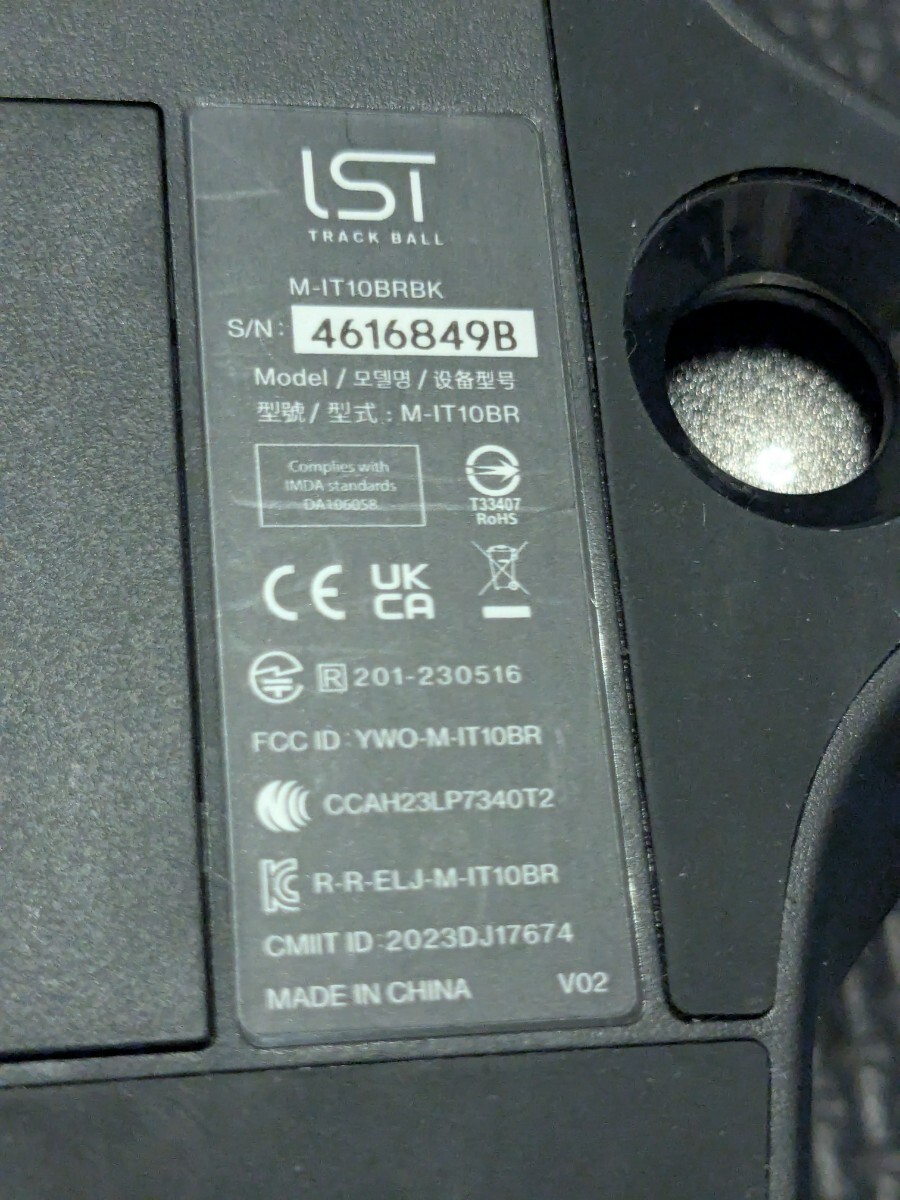 IST
TRACK BALL
M-IT10BRBK
S/N: 4616849B
Model / 모델명 / 设备型号
型號 / 型式 : M-IT10BR
Complies with
IMDA standards
DA106058
T33407
RoHS
CE
UK
CA
R 201-230516
FCC ID : YWO-M-IT10BR
CCAH23LP7340T2
R-R-ELJ-M-IT10BR
CMIIT ID : 2023DJ17674
MADE IN CHINA V02